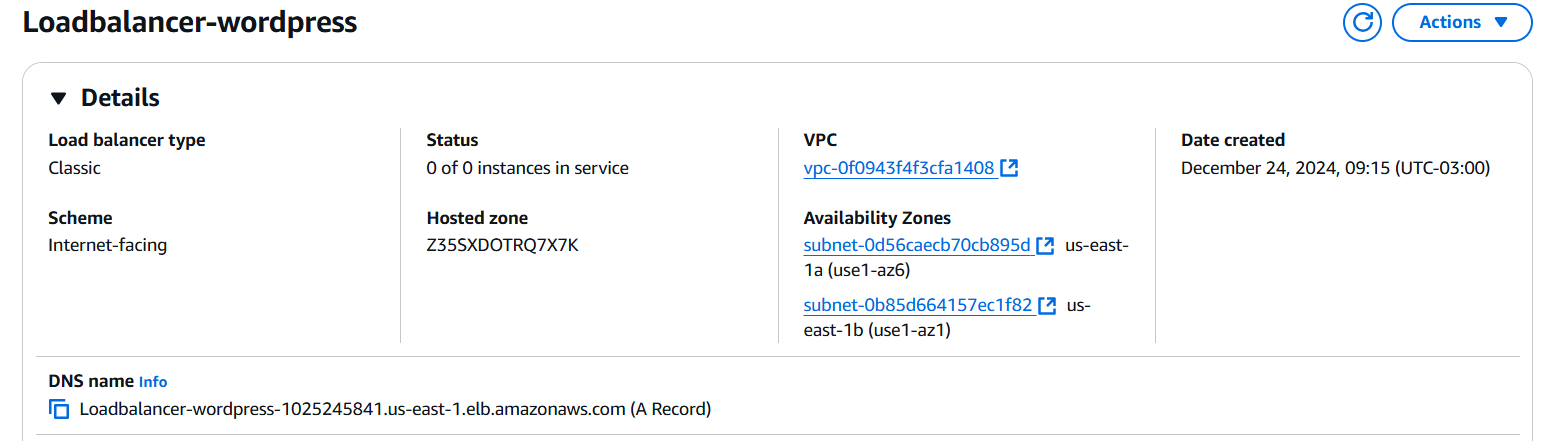 Loadbalancer-wordpress
Actions
Details
Load balancer type
Classic
Status
0 of 0 instances in service
VPC
vpc-0f0943f4f3cfa1408
Date created
December 24, 2024, 09:15 (UTC-03:00)
Scheme
Internet-facing
Hosted zone
Z35SXDOTRQ7X7K
Availability Zones
subnet-0d56caecb70cb895d us-east-
1a (use1-az6)
subnet-0b85d664157ec1f82 us-
east-1b (use1-az1)
DNS name Info
Loadbalancer-wordpress-1025245841.us-east-1.elb.amazonaws.com (A Record)